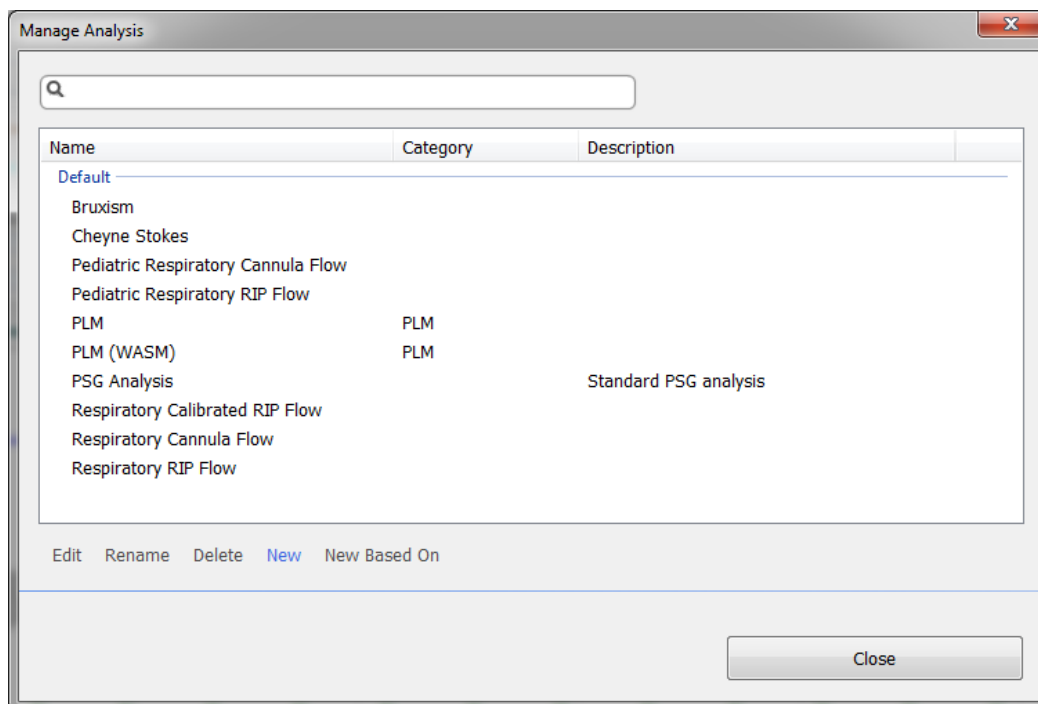 Manage Analysis
Name Category Description
Default
Bruxism
Cheyne Stokes
Pediatric Respiratory Cannula Flow
Pediatric Respiratory RIP Flow
PLM PLM
PLM (WASM) PLM
PSG Analysis Standard PSG analysis
Respiratory Calibrated RIP Flow
Respiratory Cannula Flow
Respiratory RIP Flow
Edit Rename Delete New New Based On
Close